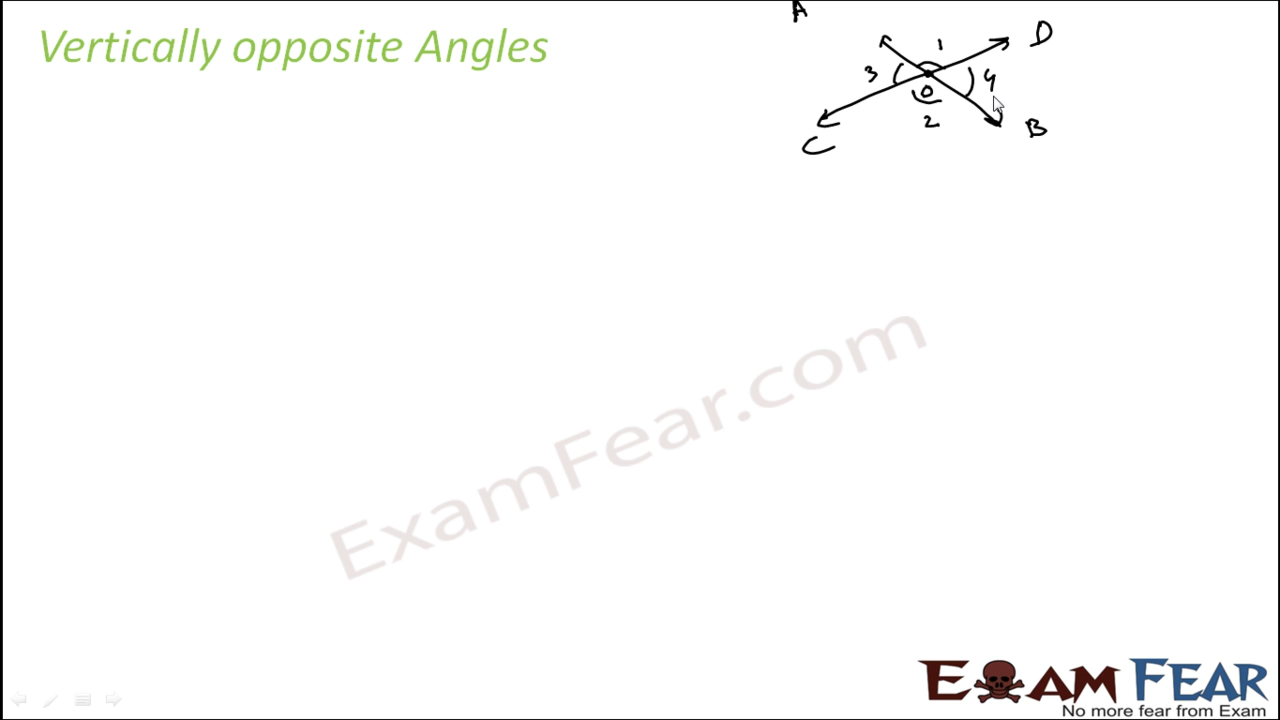 Vertically opposite Angles
A
1
D
3
4
O
2
B
C
ExamFear.com
EXAM FEAR
No more fear from Exam